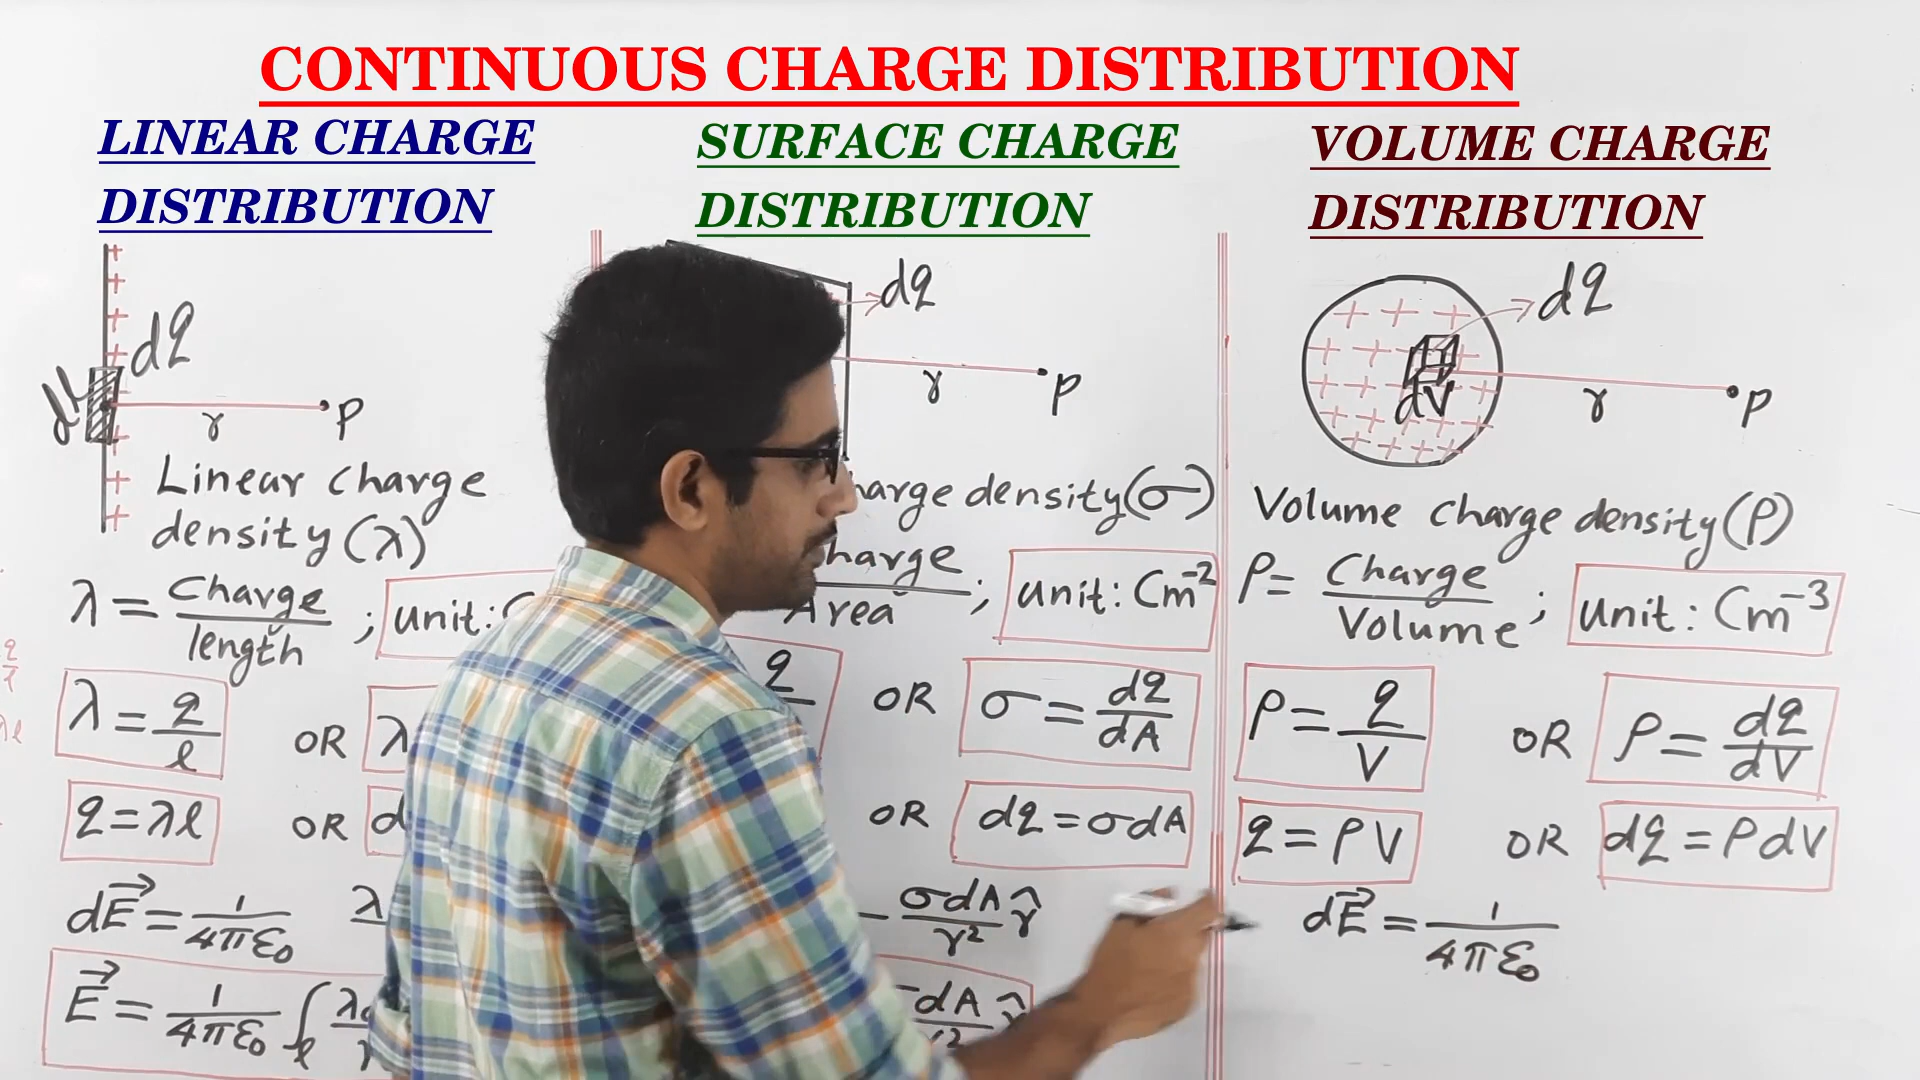 CONTINUOUS CHARGE DISTRIBUTION
LINEAR CHARGE
DISTRIBUTION
dq
dl
r
P
Linear charge
density (λ)
λ = Charge/length ; unit: C
λ = q/l OR λ
q = λl OR d
dE⃗ = 1/4πε₀ λ
E⃗ = 1/4πε₀ ∫l λ
SURFACE CHARGE
DISTRIBUTION
dq
r
P
harge density (σ)
harge/Area ; unit: Cm⁻²
q OR σ = dq/dA
OR dq = σdA
σdA/r² r̂
dA r̂
VOLUME CHARGE
DISTRIBUTION
dq
dV
r
P
Volume charge density (ρ)
ρ = Charge/Volume ; unit: Cm⁻³
ρ = q/V OR ρ = dq/dV
q = ρV OR dq = ρdV
dE⃗ = 1/4πε₀